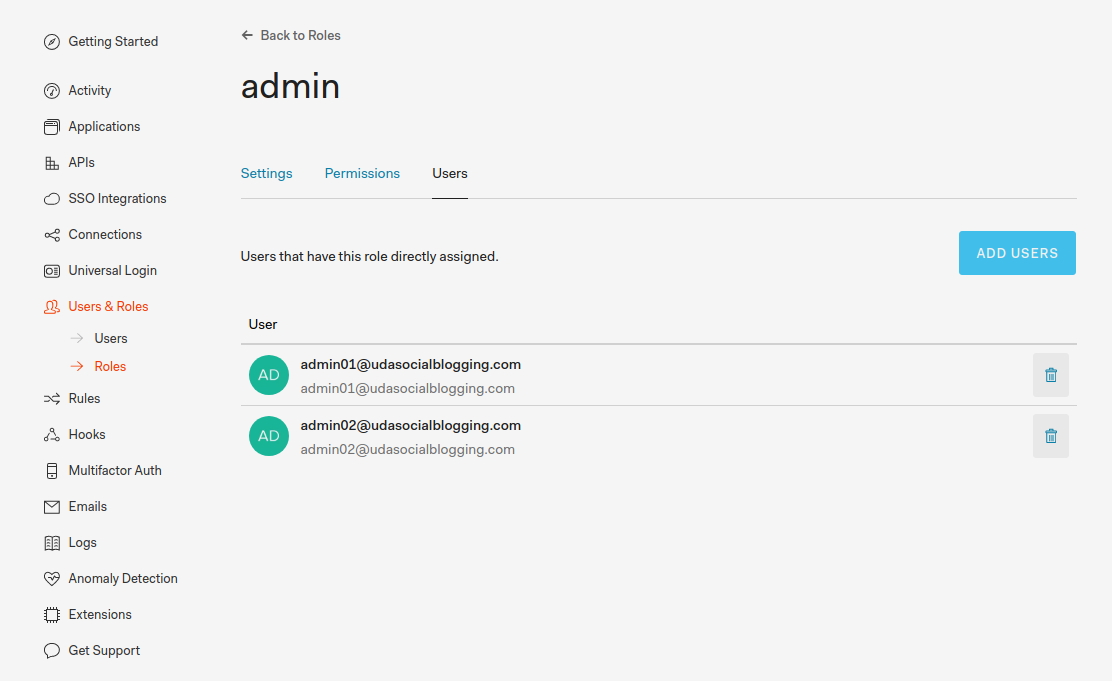 Getting Started
Activity
Applications
APIs
SSO Integrations
Connections
Universal Login
Users & Roles
Users
Roles
Rules
Hooks
Multifactor Auth
Emails
Logs
Anomaly Detection
Extensions
Get Support
Back to Roles
admin
Settings Permissions Users
Users that have this role directly assigned.
ADD USERS
User
AD
admin01@udasocialblogging.com
admin01@udasocialblogging.com
AD
admin02@udasocialblogging.com
admin02@udasocialblogging.com